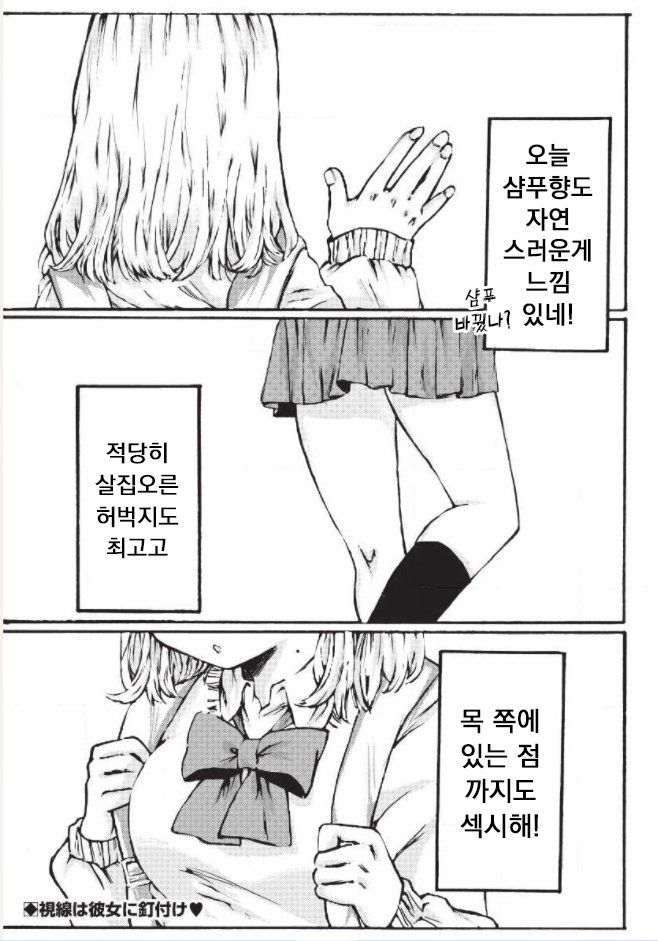 오늘
샴푸향도
자연
스러운게
느낌
있네!
샴푸
바꿨나?
적당히
살집오른
허벅지도
최고고
목 쪽에
있는 점
까지도
섹시해!
◆視線は彼女に釘付け♥